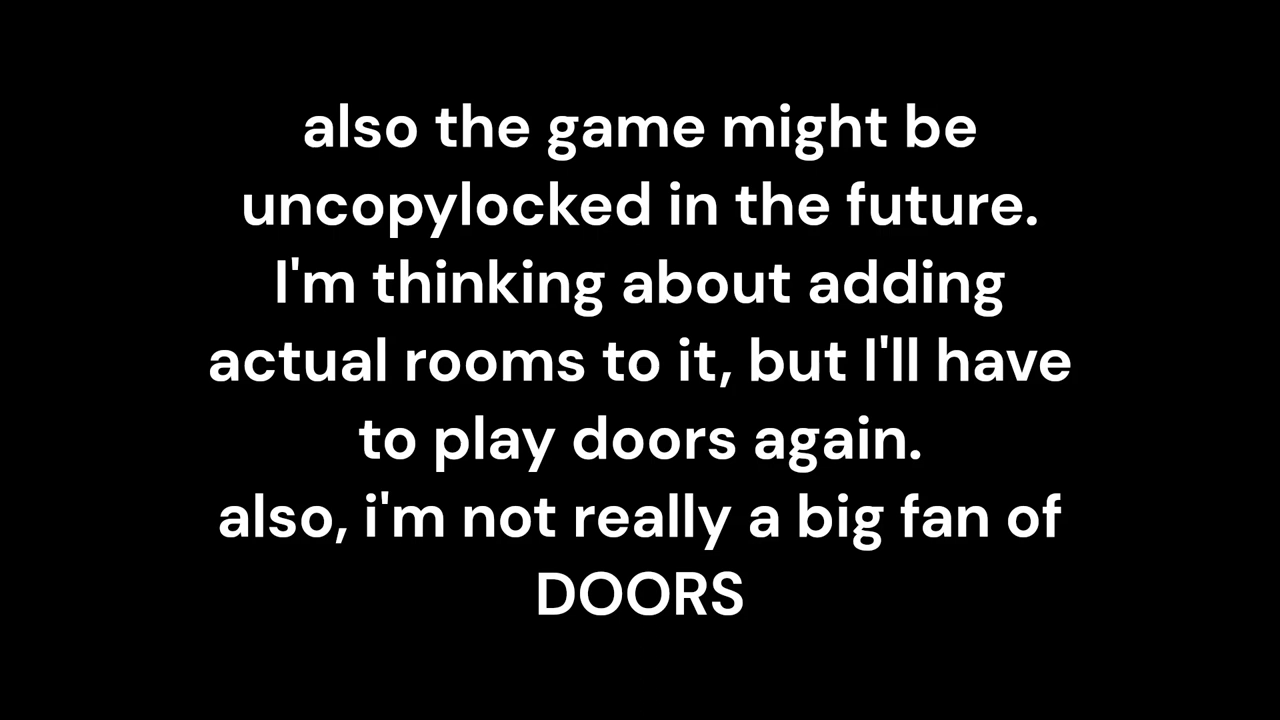 also the game might be
uncopylocked in the future.
I'm thinking about adding
actual rooms to it, but I'll have
to play doors again.
also, i'm not really a big fan of
DOORS